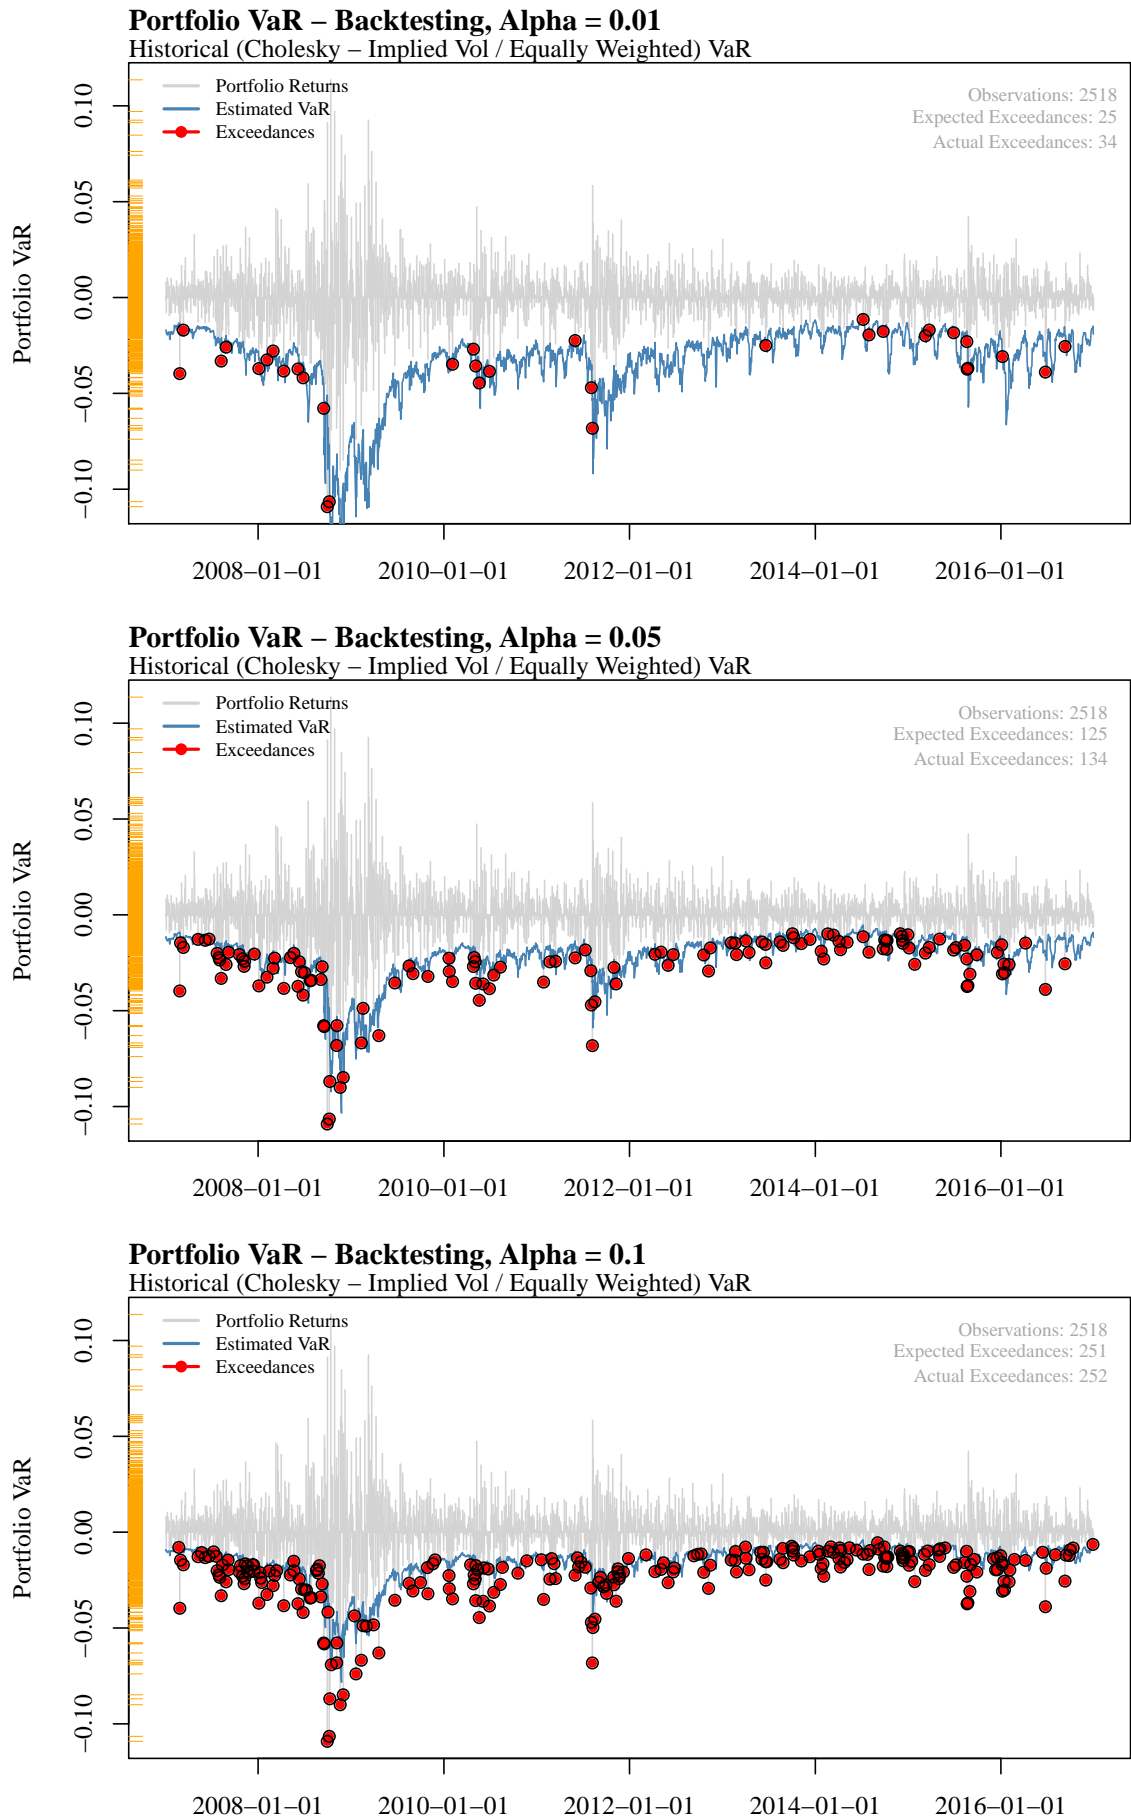 Portfolio VaR – Backtesting, Alpha = 0.01
Historical (Cholesky – Implied Vol / Equally Weighted) VaR
Portfolio Returns
Estimated VaR
Exceedances
Observations: 2518
Expected Exceedances: 25
Actual Exceedances: 34
Portfolio VaR
0.10
0.05
0.00
−0.05
−0.10
2008−01−01
2010−01−01
2012−01−01
2014−01−01
2016−01−01
Portfolio VaR – Backtesting, Alpha = 0.05
Historical (Cholesky – Implied Vol / Equally Weighted) VaR
Portfolio Returns
Estimated VaR
Exceedances
Observations: 2518
Expected Exceedances: 125
Actual Exceedances: 134
Portfolio VaR
0.10
0.05
0.00
−0.05
−0.10
2008−01−01
2010−01−01
2012−01−01
2014−01−01
2016−01−01
Portfolio VaR – Backtesting, Alpha = 0.1
Historical (Cholesky – Implied Vol / Equally Weighted) VaR
Portfolio Returns
Estimated VaR
Exceedances
Observations: 2518
Expected Exceedances: 251
Actual Exceedances: 252
Portfolio VaR
0.10
0.05
0.00
−0.05
−0.10
2008−01−01
2010−01−01
2012−01−01
2014−01−01
2016−01−01